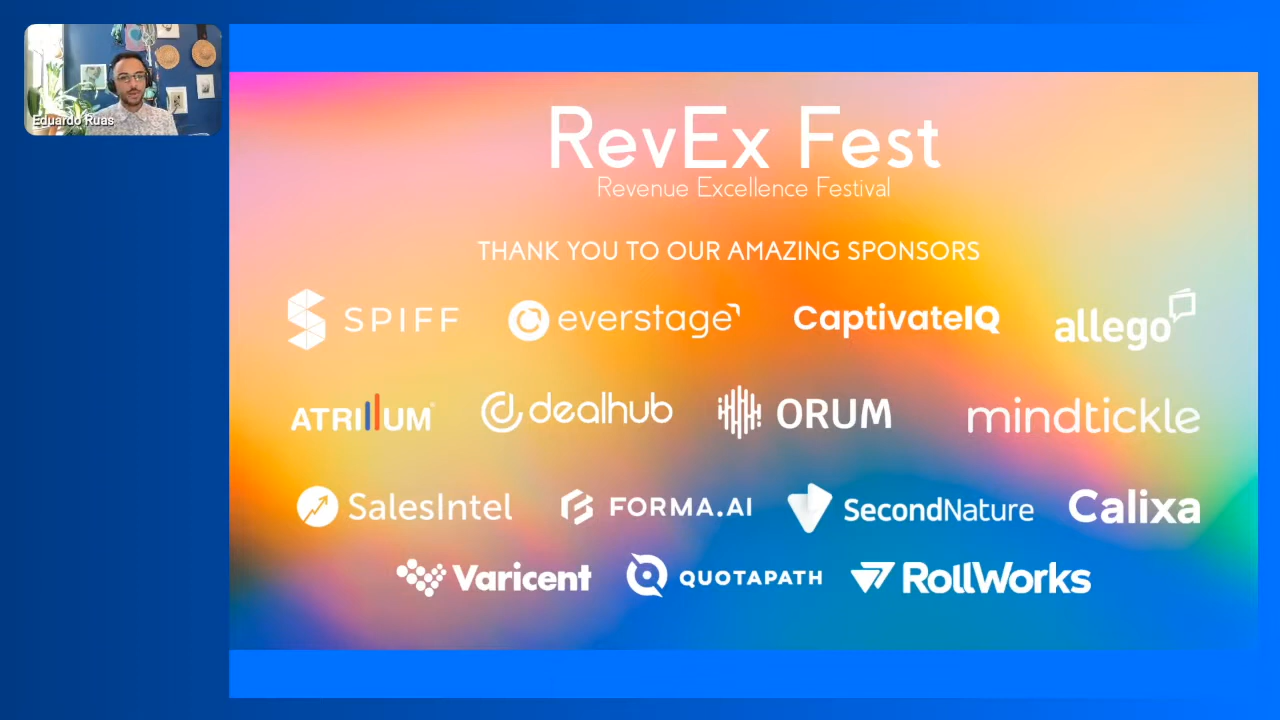 Eduardo Ruas
RevEx Fest
Revenue Excellence Festival
THANK YOU TO OUR AMAZING SPONSORS
SPIFF everstage CaptivateIQ allego
ATRIUM dealhub ORUM mindtickle
SalesIntel FORMA.AI SecondNature Calixa
Varicent QUOTAPATH RollWorks